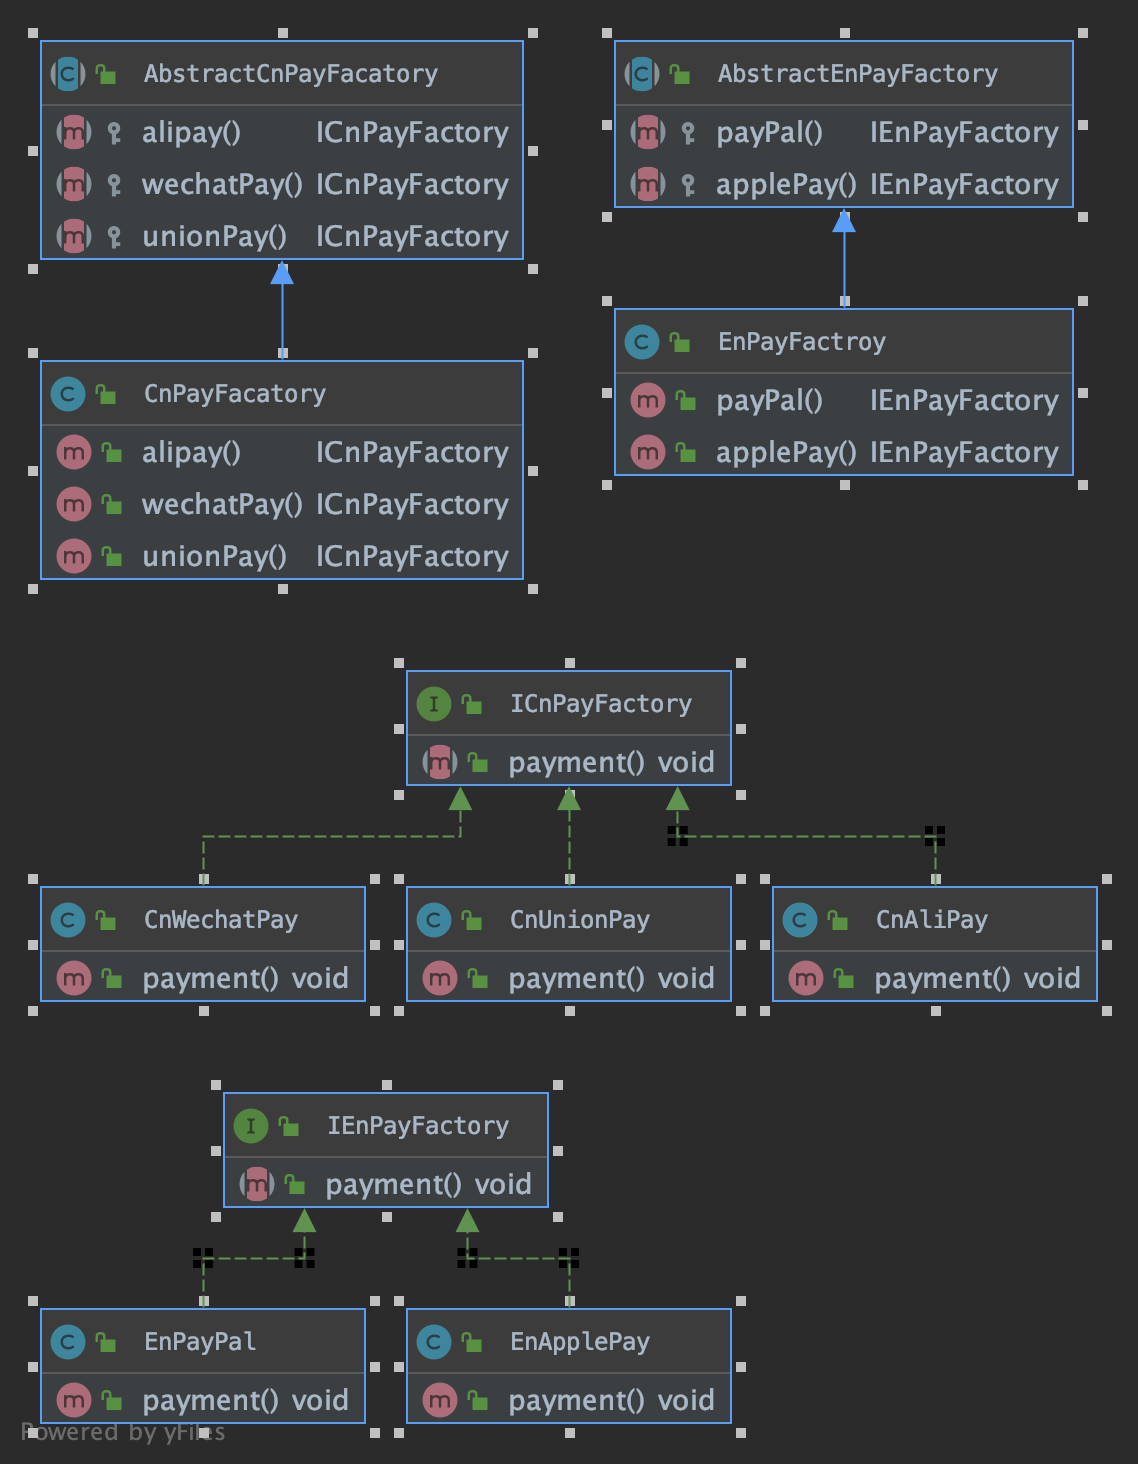 AbstractCnPayFacatory
alipay() ICnPayFactory
wechatPay() ICnPayFactory
unionPay() ICnPayFactory
AbstractEnPayFactory
payPal() IEnPayFactory
applePay() IEnPayFactory
CnPayFacatory
alipay() ICnPayFactory
wechatPay() ICnPayFactory
unionPay() ICnPayFactory
EnPayFactroy
payPal() IEnPayFactory
applePay() IEnPayFactory
ICnPayFactory
payment() void
CnWechatPay
payment() void
CnUnionPay
payment() void
CnAliPay
payment() void
IEnPayFactory
payment() void
EnPayPal
payment() void
EnApplePay
payment() void
Powered by yFiles